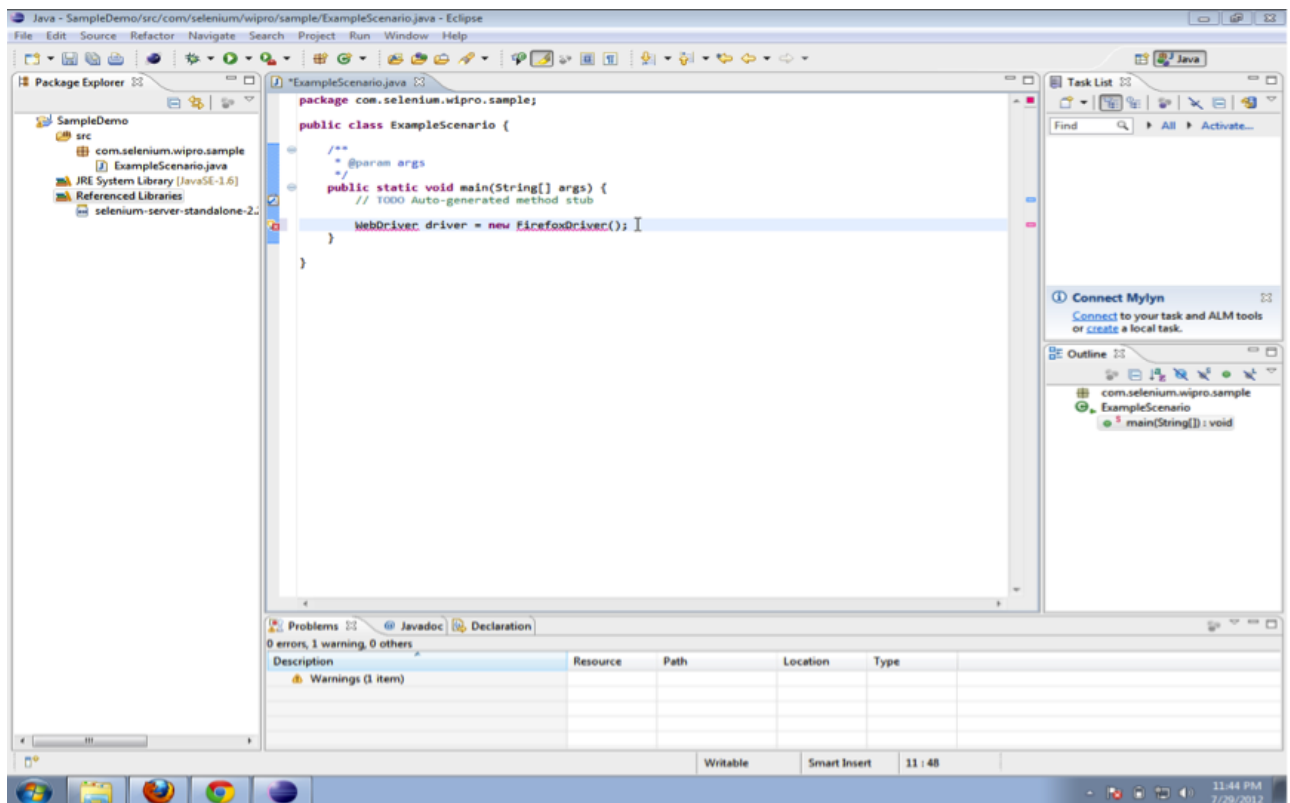 Java - SampleDemo/src/com/selenium/wipro/sample/ExampleScenario.java - Eclipse
File Edit Source Refactor Navigate Search Project Run Window Help
Java
Package Explorer
SampleDemo
src
com.selenium.wipro.sample
ExampleScenario.java
JRE System Library [JavaSE-1.6]
Referenced Libraries
selenium-server-standalone-2.
*ExampleScenario.java
package com.selenium.wipro.sample;
public class ExampleScenario {
/**
* @param args
*/
public static void main(String[] args) {
// TODO Auto-generated method stub
WebDriver driver = new FirefoxDriver();
}
}
Task List
Find All Activate...
Connect Mylyn
Connect to your task and ALM tools
or create a local task.
Outline
com.selenium.wipro.sample
ExampleScenario
S main(String[]) : void
Problems Javadoc Declaration
0 errors, 1 warning, 0 others
Description Resource Path Location Type
Warnings (1 item)
Writable Smart Insert 11 : 48
11:44 PM
7/29/2012